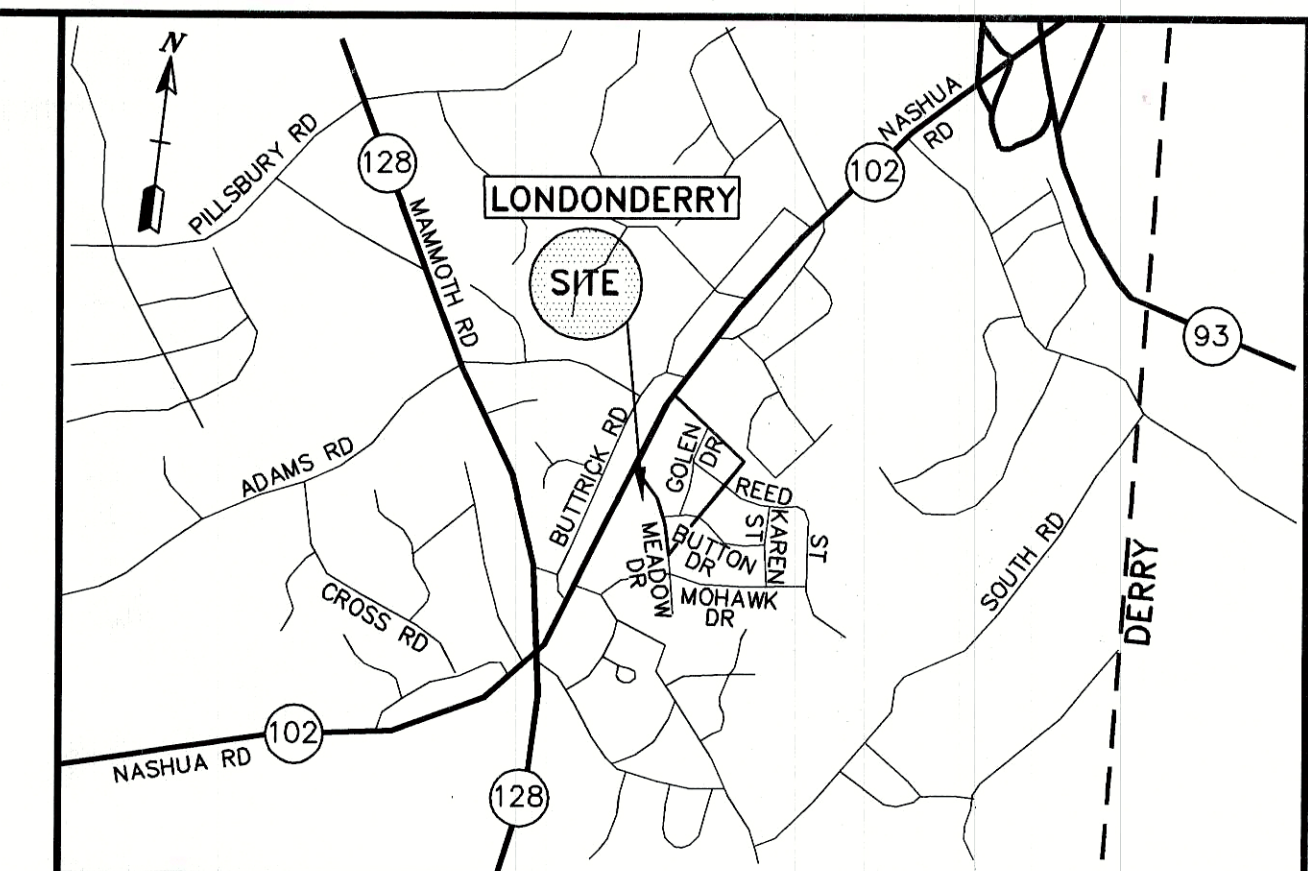 N
PILLSBURY RD
128
MAMMOTH RD
LONDONDERRY
SITE
NASHUA
RD
102
93
ADAMS RD
BUTTRICK RD
GOLEN
DR
REED
ST
KAREN
ST
BUTTON
DR
MEADOW
DR
MOHAWK
DR
CROSS RD
SOUTH RD
DERRY
102
NASHUA RD
128